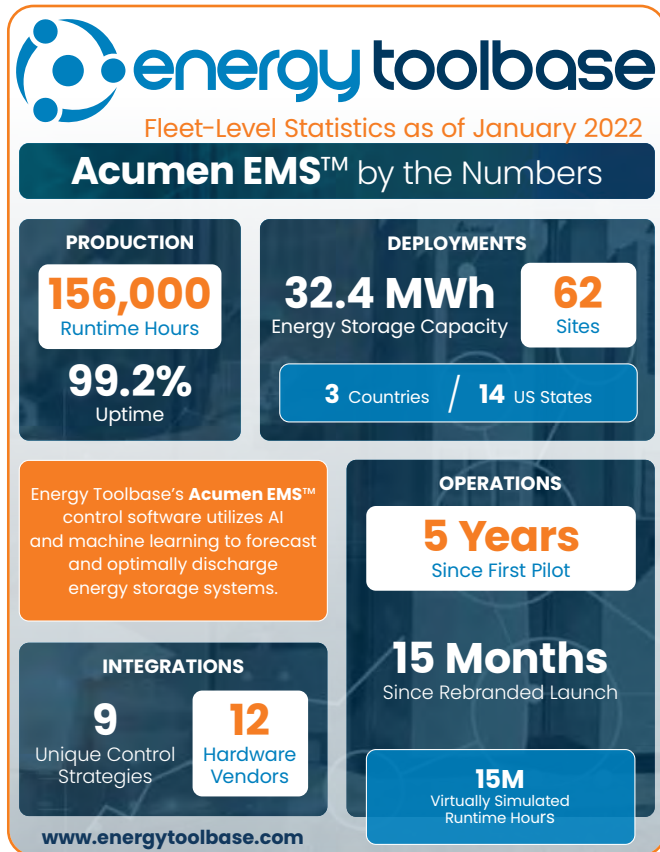 energy toolbase
Fleet-Level Statistics as of January 2022
Acumen EMS™ by the Numbers
PRODUCTION
156,000
Runtime Hours
99.2%
Uptime
DEPLOYMENTS
32.4 MWh
Energy Storage Capacity
62
Sites
3 Countries / 14 US States
Energy Toolbase's Acumen EMS™
control software utilizes AI
and machine learning to forecast
and optimally discharge
energy storage systems.
OPERATIONS
5 Years
Since First Pilot
15 Months
Since Rebranded Launch
15M
Virtually Simulated
Runtime Hours
INTEGRATIONS
9
Unique Control
Strategies
12
Hardware
Vendors
www.energytoolbase.com